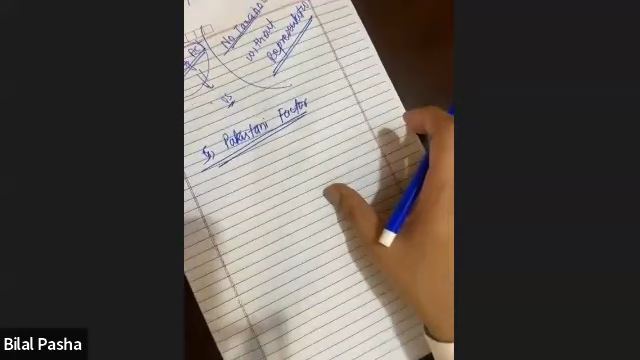 No Taxation
without
Representation
5) Pakistani Factor
Bilal Pasha